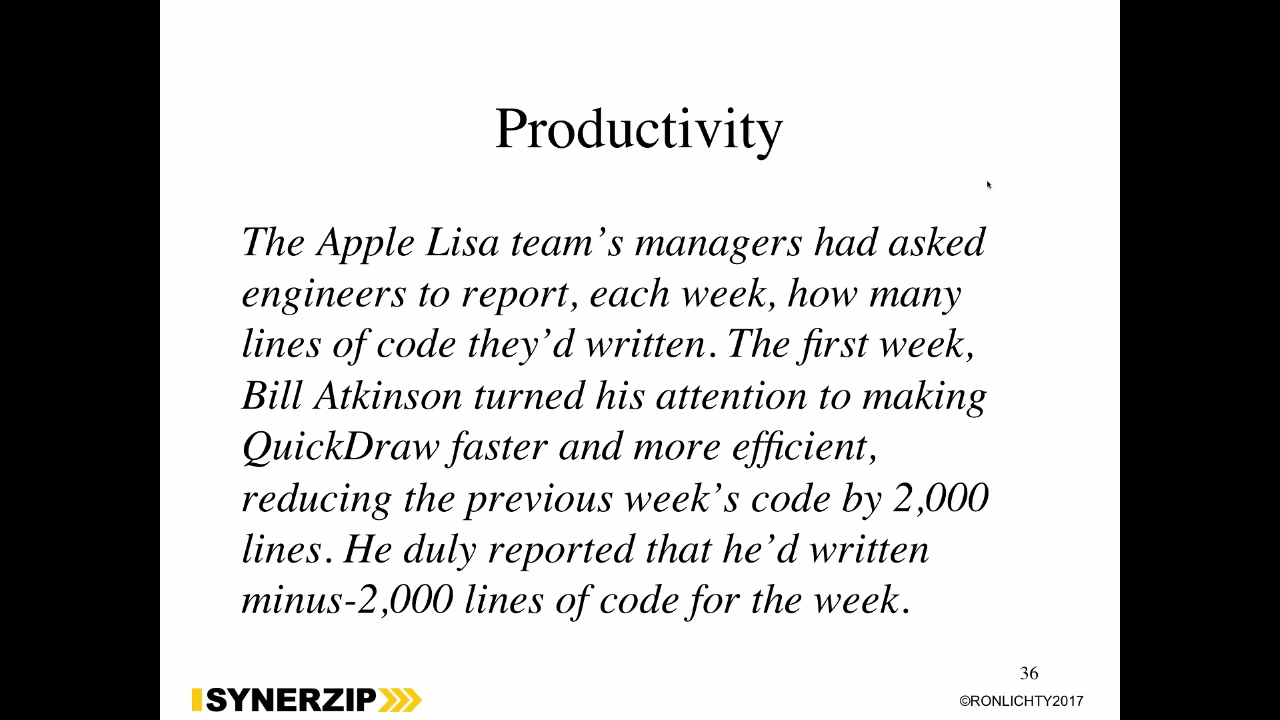 Productivity
The Apple Lisa team’s managers had asked
engineers to report, each week, how many
lines of code they’d written. The first week,
Bill Atkinson turned his attention to making
QuickDraw faster and more efficient,
reducing the previous week’s code by 2,000
lines. He duly reported that he’d written
minus-2,000 lines of code for the week.
36
SYNERZIP
©RONLICHTY2017